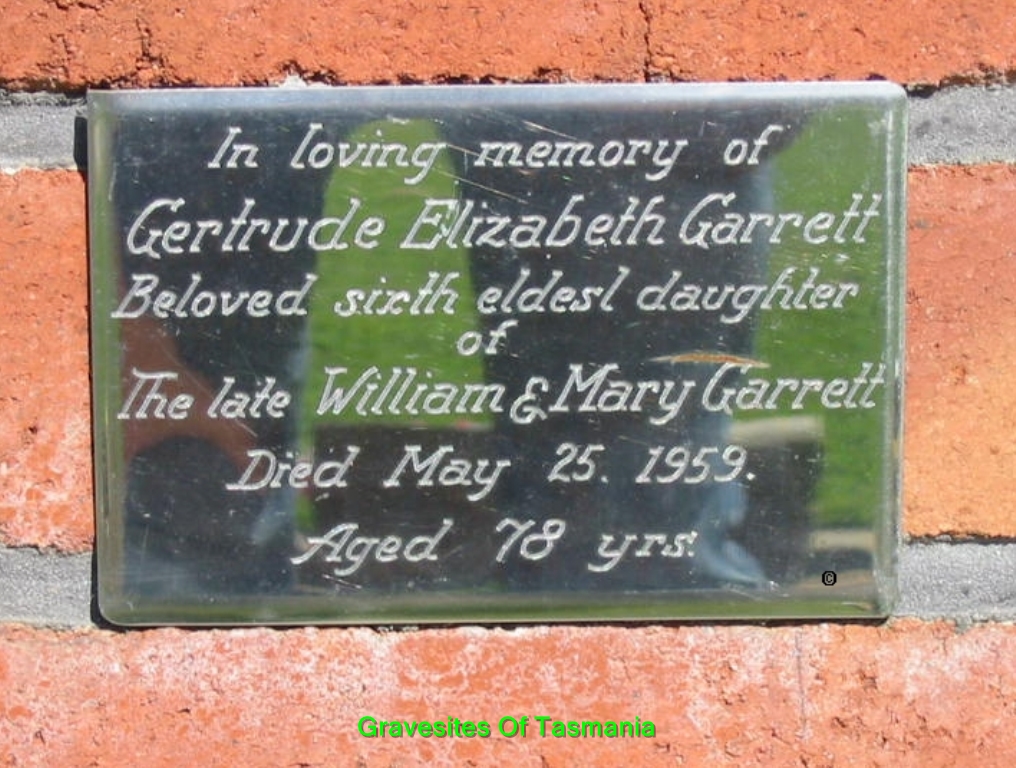 In loving memory of
Gertrude Elizabeth Garrett
Beloved sixth eldest daughter
of
The late William & Mary Garrett
Died May 25. 1959.
Aged 78 yrs.
©
Gravesites Of Tasmania